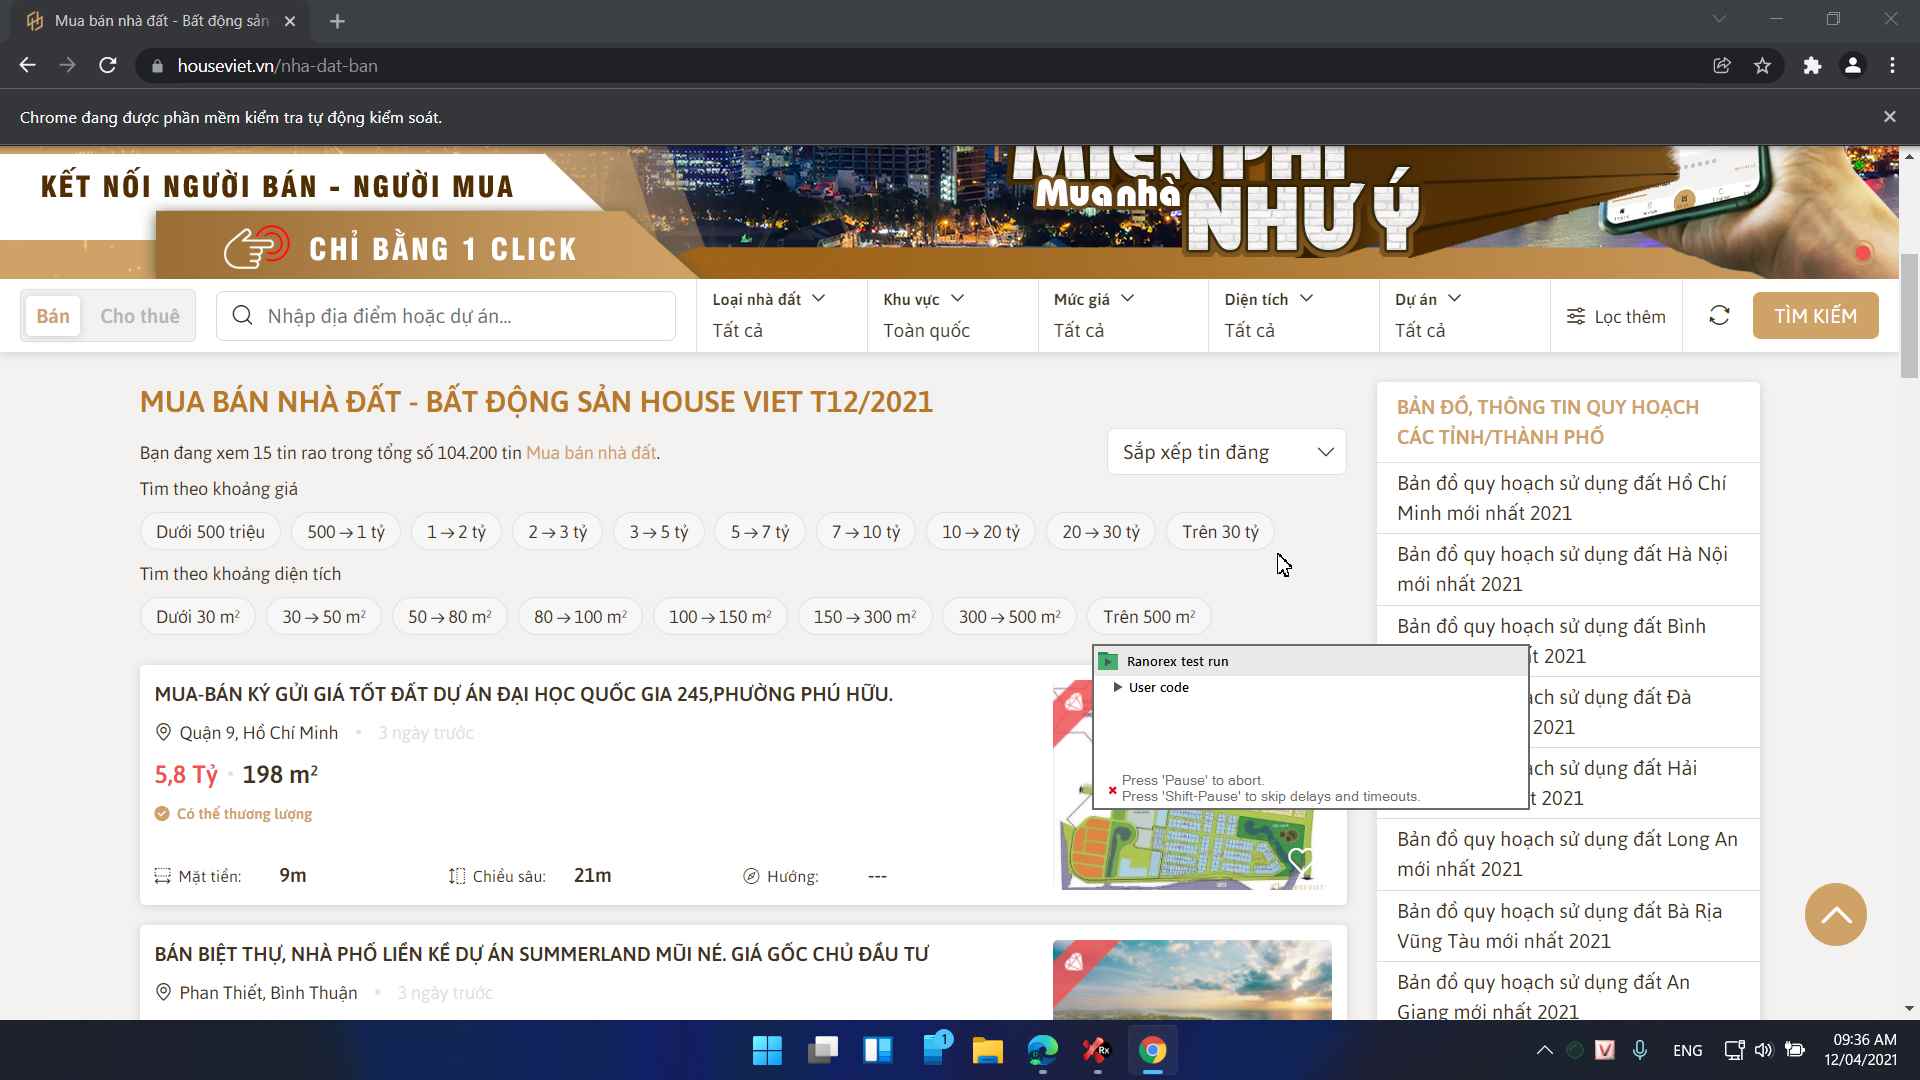 Mua bán nhà đất - Bất động sản
houseviet.vn/nha-dat-ban
Chrome đang được phần mềm kiểm tra tự động kiểm soát.
KẾT NỐI NGƯỜI BÁN - NGƯỜI MUA
CHỈ BẰNG 1 CLICK
MIỄN PHÍ
Mua nhà
NHƯ Ý
Bán
Cho thuê
Nhập địa điểm hoặc dự án...
Loại nhà đất
Tất cả
Khu vực
Toàn quốc
Mức giá
Tất cả
Diện tích
Tất cả
Dự án
Tất cả
Lọc thêm
TÌM KIẾM
MUA BÁN NHÀ ĐẤT - BẤT ĐỘNG SẢN HOUSE VIET T12/2021
Bạn đang xem 15 tin rao trong tổng số 104.200 tin Mua bán nhà đất.
Sắp xếp tin đăng
Tìm theo khoảng giá
Dưới 500 triệu
500 → 1 tỷ
1 → 2 tỷ
2 → 3 tỷ
3 → 5 tỷ
5 → 7 tỷ
7 → 10 tỷ
10 → 20 tỷ
20 → 30 tỷ
Trên 30 tỷ
Tìm theo khoảng diện tích
Dưới 30 m²
30 → 50 m²
50 → 80 m²
80 → 100 m²
100 → 150 m²
150 → 300 m²
300 → 500 m²
Trên 500 m²
MUA-BÁN KÝ GỬI GIÁ TỐT ĐẤT DỰ ÁN ĐẠI HỌC QUỐC GIA 245,PHƯỜNG PHÚ HỮU.
Quận 9, Hồ Chí Minh • 3 ngày trước
5,8 Tỷ • 198 m²
Có thể thương lượng
Mặt tiền: 9m
Chiều sâu: 21m
Hướng: ---
BÁN BIỆT THỰ, NHÀ PHỐ LIỀN KỀ DỰ ÁN SUMMERLAND MŨI NÉ. GIÁ GỐC CHỦ ĐẦU TƯ
Phan Thiết, Bình Thuận • 3 ngày trước
Ranorex test run
User code
Press 'Pause' to abort.
Press 'Shift-Pause' to skip delays and timeouts.
BẢN ĐỒ, THÔNG TIN QUY HOẠCH
CÁC TỈNH/THÀNH PHỐ
Bản đồ quy hoạch sử dụng đất Hồ Chí
Minh mới nhất 2021
Bản đồ quy hoạch sử dụng đất Hà Nội
mới nhất 2021
Bản đồ quy hoạch sử dụng đất Bình
t 2021
ch sử dụng đất Đà
2021
ch sử dụng đất Hải
t 2021
Bản đồ quy hoạch sử dụng đất Long An
mới nhất 2021
Bản đồ quy hoạch sử dụng đất Bà Rịa
Vũng Tàu mới nhất 2021
Bản đồ quy hoạch sử dụng đất An
Giang mới nhất 2021
1
Rx
V
ENG
09:36 AM
12/04/2021